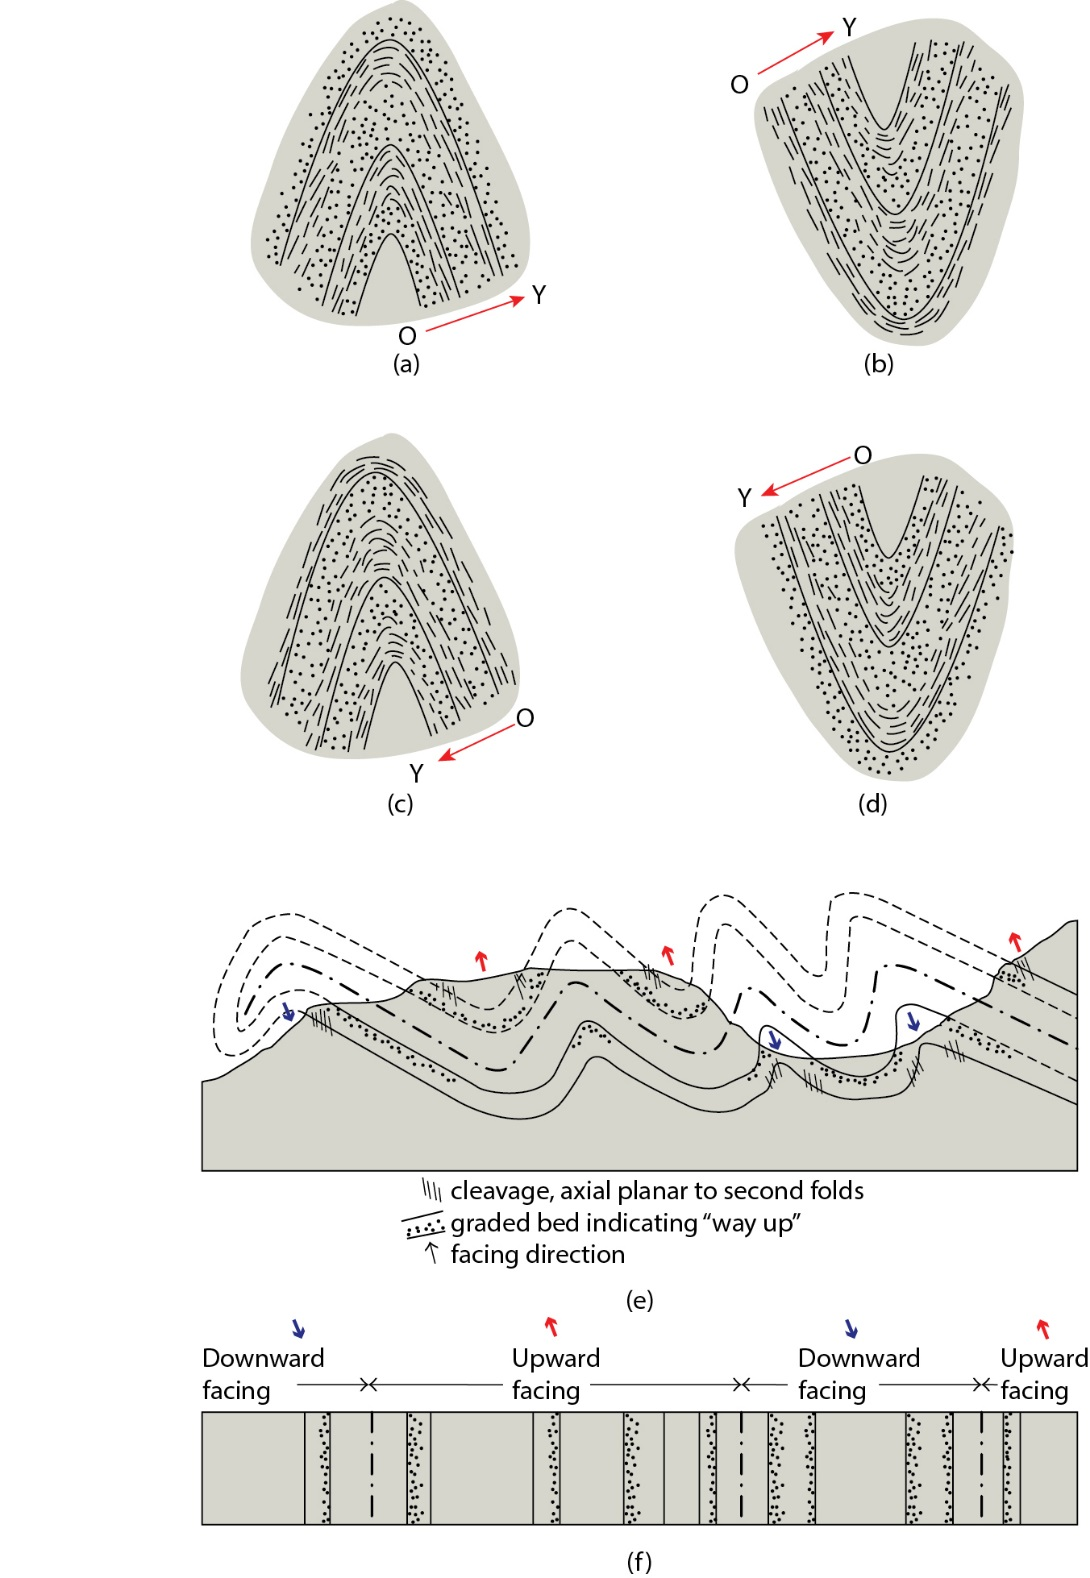 Y
O
Y
O
(a)
(b)
O
Y
O
Y
(c)
(d)
cleavage, axial planar to second folds
graded bed indicating “way up”
facing direction
(e)
Downward
facing
Upward
facing
Downward
facing
Upward
facing
(f)